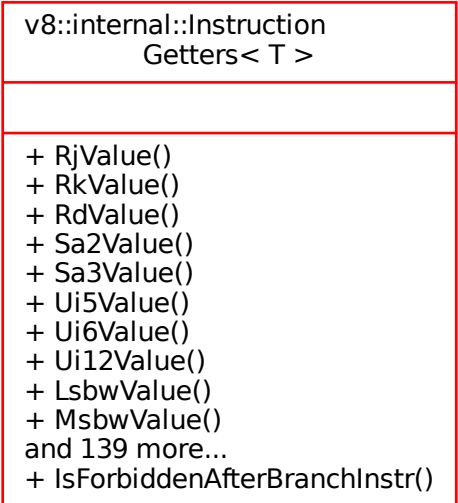 v8::internal::Instruction
Getters< T >
+ RjValue()
+ RkValue()
+ RdValue()
+ Sa2Value()
+ Sa3Value()
+ Ui5Value()
+ Ui6Value()
+ Ui12Value()
+ LsbwValue()
+ MsbwValue()
and 139 more...
+ IsForbiddenAfterBranchInstr()